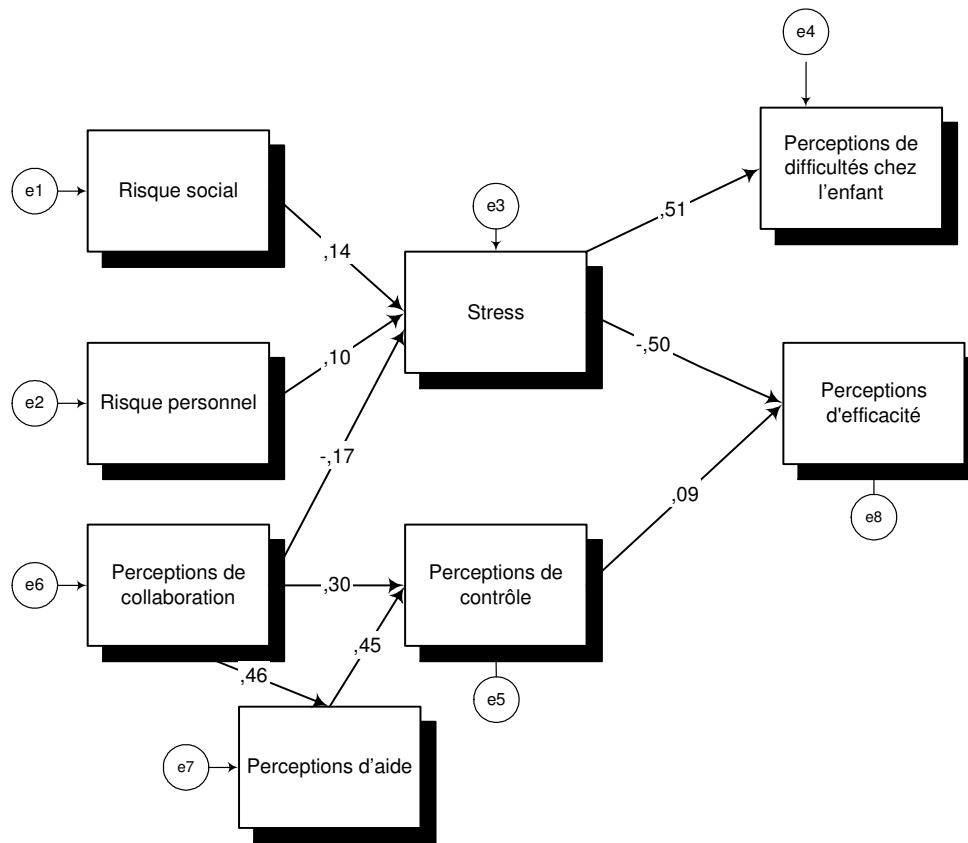 e4
Perceptions de
difficultés chez
l'enfant
e1
Risque social
e3
,51
,14
Stress
-,50
e2
Risque personnel
,10
Perceptions
d'efficacité
-,17
,09
e8
e6
Perceptions de
collaboration
,30
Perceptions de
contrôle
,45
,46
e5
e7
Perceptions d’aide